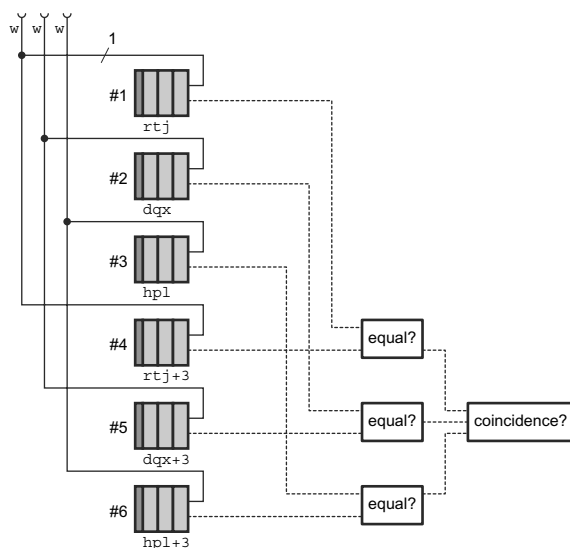 w w w
1
#1
rtj
#2
dqx
#3
hpl
#4
rtj+3
equal?
#5
dqx+3
equal?
coincidence?
#6
hpl+3
equal?